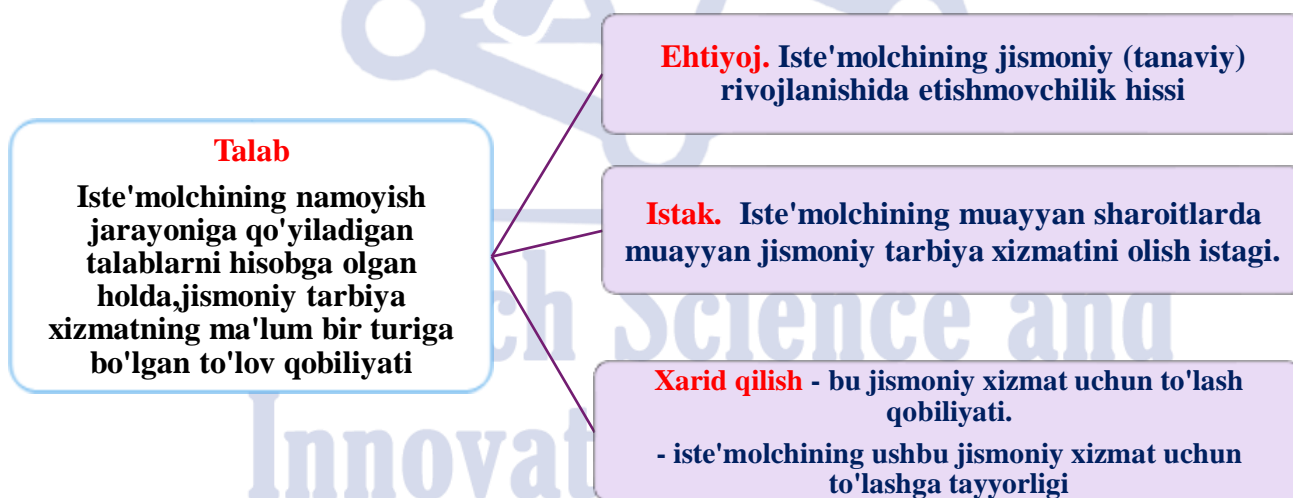 Talab
Iste'molchining namoyish
jarayoniga qo'yiladigan
talablarni hisobga olgan
holda,jismoniy tarbiya
xizmatning ma'lum bir turiga
bo'lgan to'lov qobiliyati
Ehtiyoj. Iste'molchining jismoniy (tanaviy)
rivojlanishida etishmovchilik hissi
Istak. Iste'molchining muayyan sharoitlarda
muayyan jismoniy tarbiya xizmatini olish istagi.
Xarid qilish - bu jismoniy xizmat uchun to'lash
qobiliyati.
- iste'molchining ushbu jismoniy xizmat uchun
to'lashga tayyorligi
Science and